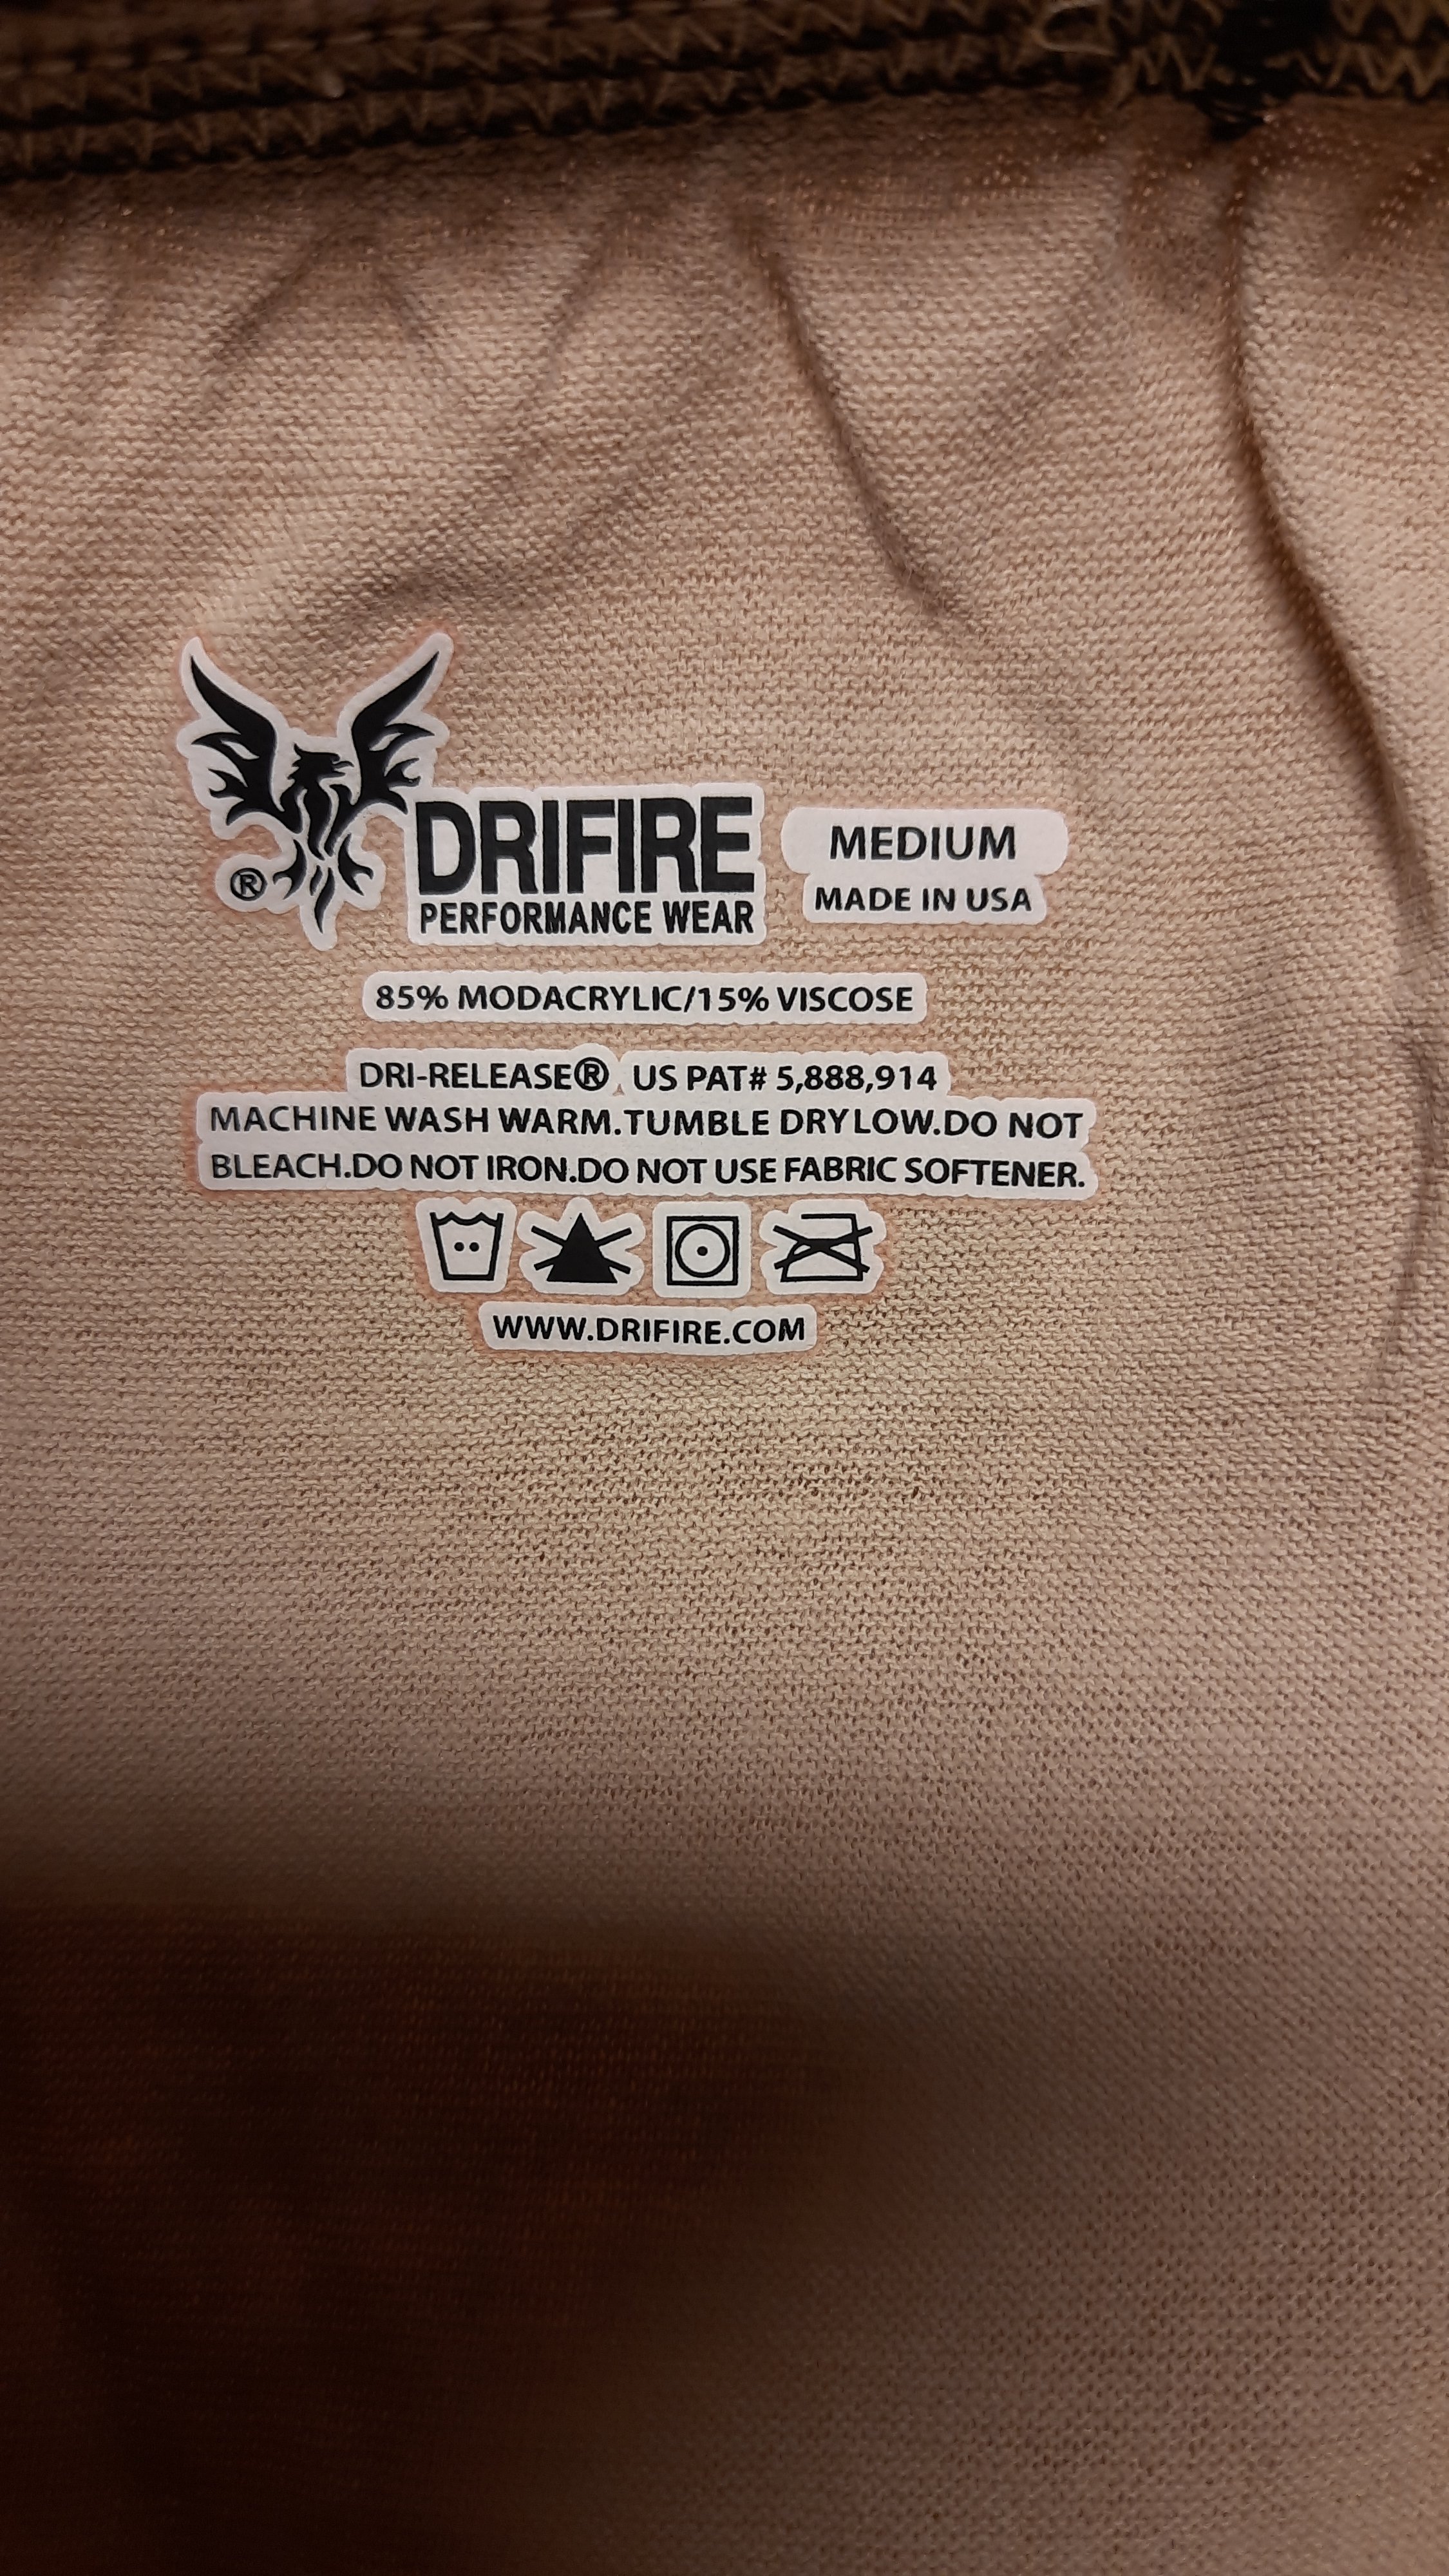 DRIFIRE
PERFORMANCE WEAR
®
MEDIUM
MADE IN USA
85% MODACRYLIC/15% VISCOSE
DRI-RELEASE® US PAT# 5,888,914
MACHINE WASH WARM.TUMBLE DRY LOW.DO NOT
BLEACH.DO NOT IRON.DO NOT USE FABRIC SOFTENER.
WWW.DRIFIRE.COM